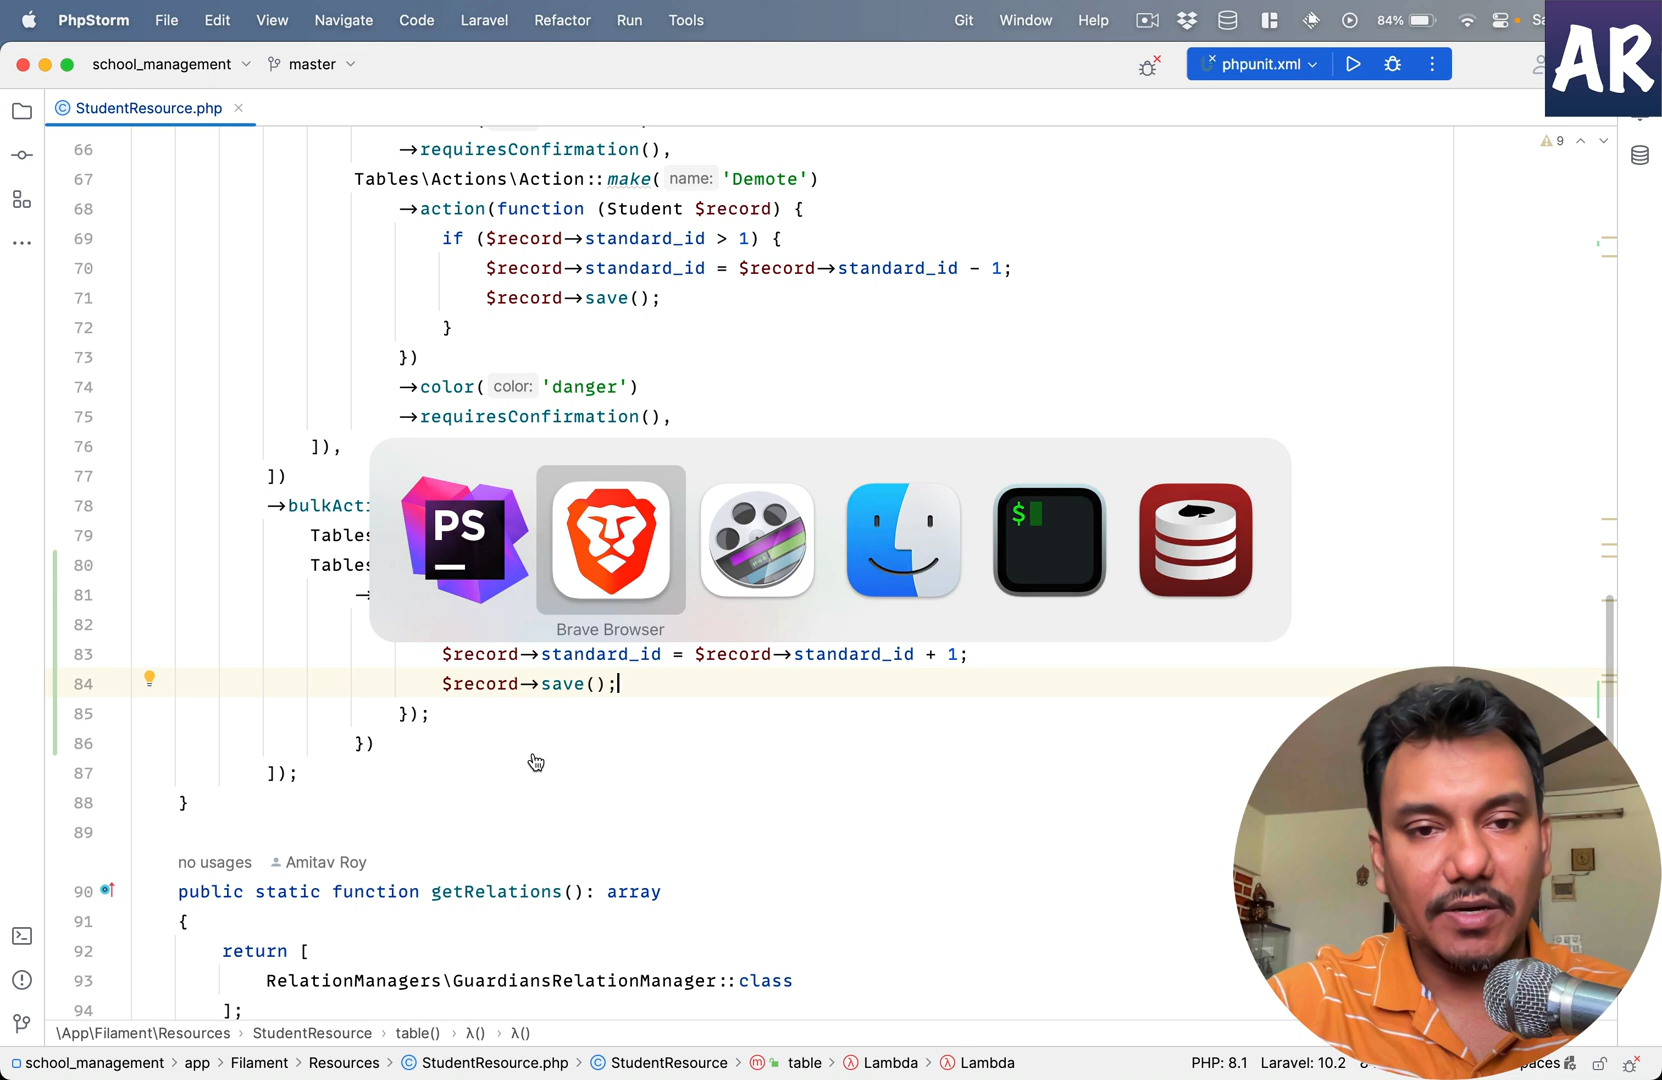 PhpStorm File Edit View Navigate Code Laravel Refactor Run Tools Git Window Help 84% Sa
school_management master phpunit.xml
AR
StudentResource.php
9
66 →requiresConfirmation(),
67 Tables\Actions\Action::make( name: 'Demote')
68 →action(function (Student $record) {
69 if ($record→standard_id > 1) {
70 $record→standard_id = $record→standard_id - 1;
71 $record→save();
72 }
73 })
74 →color( color: 'danger')
75 →requiresConfirmation(),
76 ]),
77 ])
78 →bulkActi
79 Tables
80 Tables
81 →
82
PS
$
Brave Browser
83 $record→standard_id = $record→standard_id + 1;
84 $record→save();
85 });
86 })
87 ]);
88 }
89
no usages Amitav Roy
90 public static function getRelations(): array
91 {
92 return [
93 RelationManagers\GuardiansRelationManager::class
94 ];
\App\Filament\Resources › StudentResource › table() › λ() › λ()
school_management › app › Filament › Resources › StudentResource.php › StudentResource › m table › λ Lambda › λ Lambda PHP: 8.1 Laravel: 10.2 paces